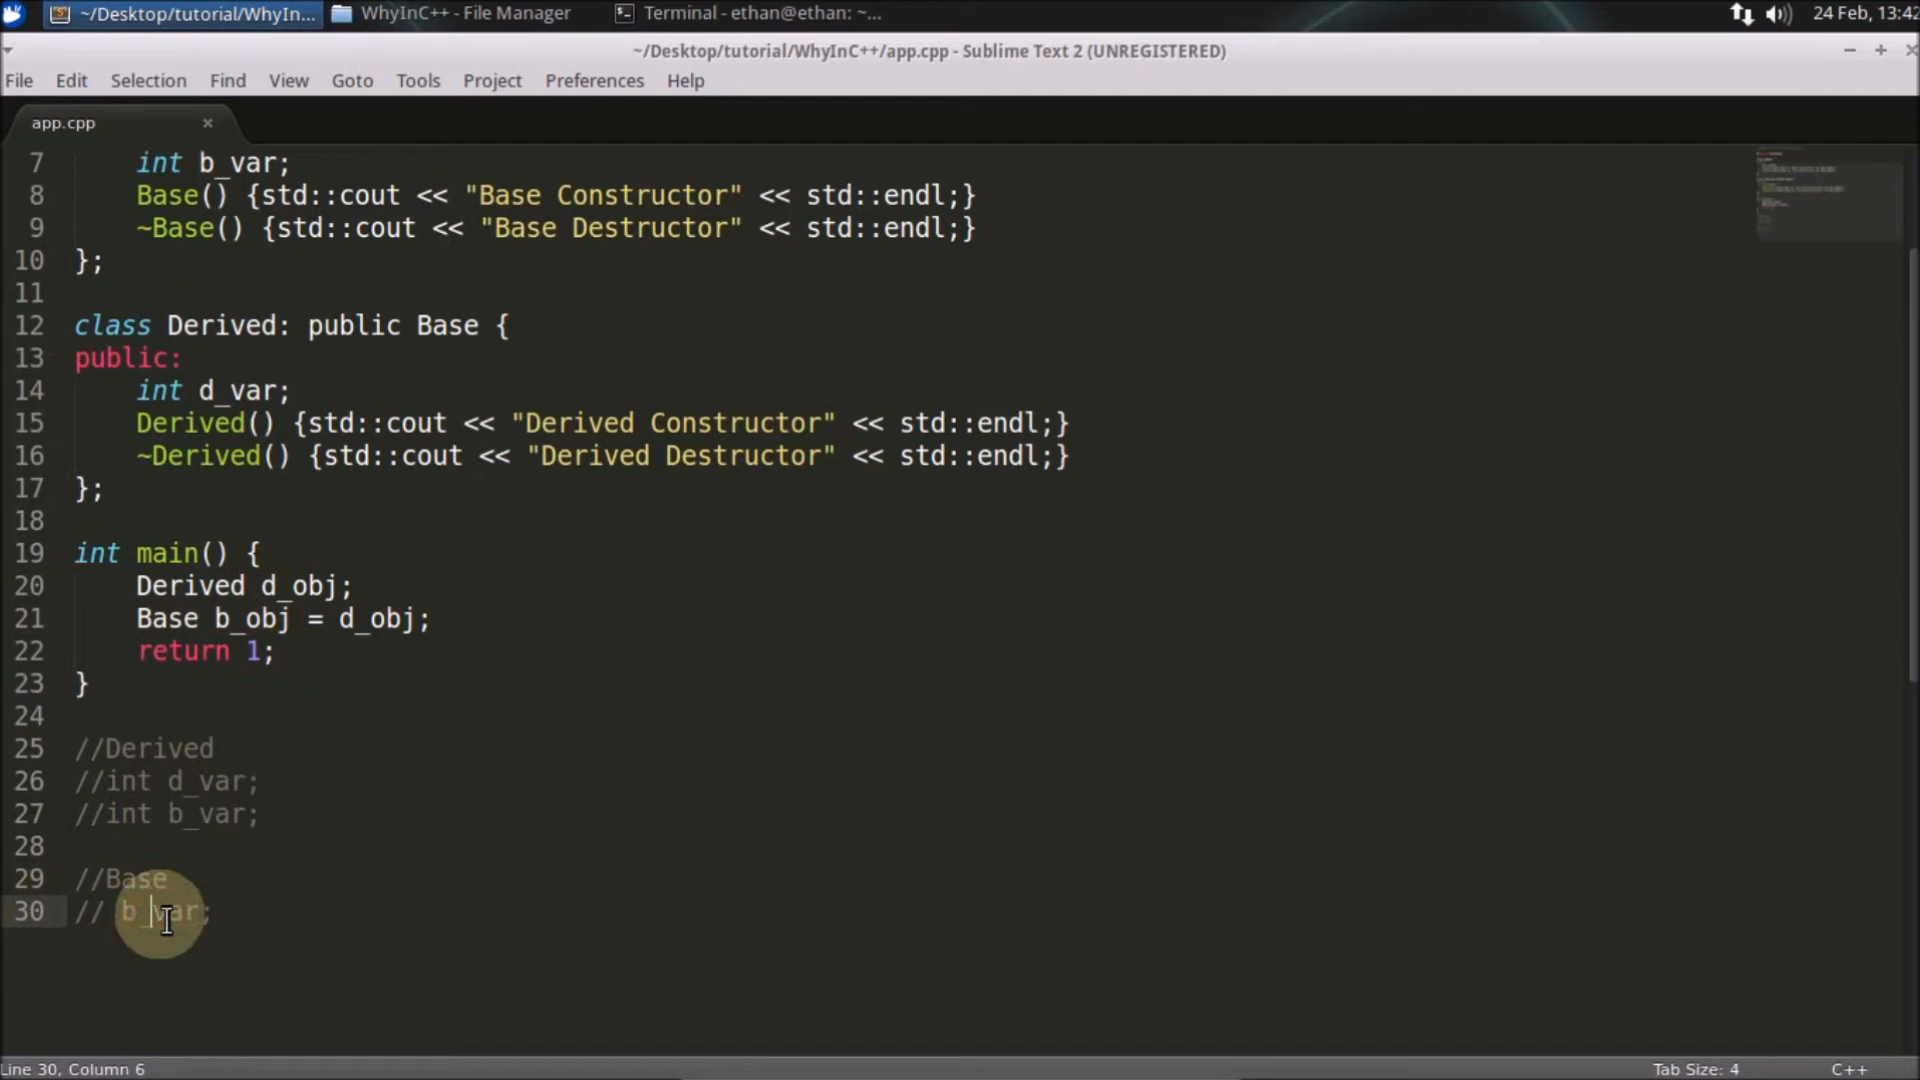 ~/Desktop/tutorial/WhyIn... WhyInC++ - File Manager Terminal - ethan@ethan: ~... 24 Feb, 13:42
~/Desktop/tutorial/WhyInC++/app.cpp - Sublime Text 2 (UNREGISTERED)
File Edit Selection Find View Goto Tools Project Preferences Help
app.cpp ×
7 int b_var;
8 Base() {std::cout << "Base Constructor" << std::endl;}
9 ~Base() {std::cout << "Base Destructor" << std::endl;}
10 };
11
12 class Derived: public Base {
13 public:
14 int d_var;
15 Derived() {std::cout << "Derived Constructor" << std::endl;}
16 ~Derived() {std::cout << "Derived Destructor" << std::endl;}
17 };
18
19 int main() {
20 Derived d_obj;
21 Base b_obj = d_obj;
22 return 1;
23 }
24
25 //Derived
26 //int d_var;
27 //int b_var;
28
29 //Base
30 // b_var;
Line 30, Column 6 Tab Size: 4 C++